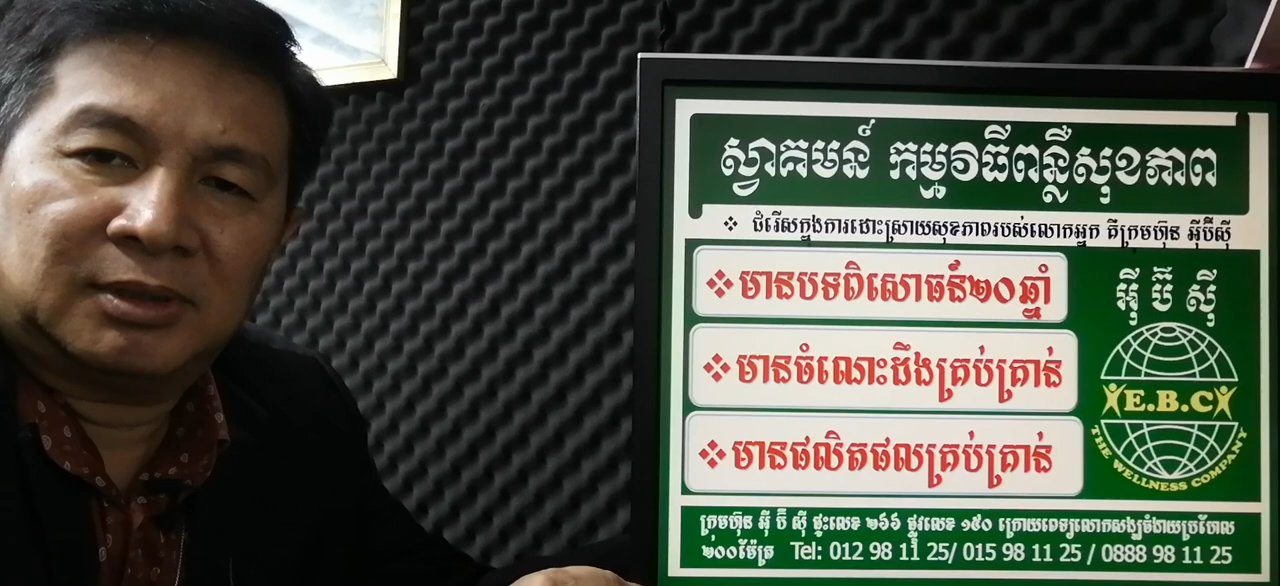 ស្វាគមន៍ កម្មវិធីពន្លឺសុខភាព
❖ ជំរើសក្នុងការដោះស្រាយសុខភាពរបស់លោកអ្នក គឺក្រុមហ៊ុន អ៊ីប៊ីស៊ី
❖មានបទពិសោធន៍២០ឆ្នាំ
❖មានចំណេះដឹងគ្រប់គ្រាន់
❖មានផលិតផលគ្រប់គ្រាន់
អ៊ី ប៊ី ស៊ី
E.B.C
THE WELLNESS COMPANY
ក្រុមហ៊ុន អ៊ី ប៊ី ស៊ី ផ្ទះលេខ ២៦៦ ផ្លូវលេខ ១៥០ ក្រោយពេទ្យលោកសង្ឃចំងាយប្រហែល
២០០ម៉ែត្រ Tel: 012 98 11 25/ 015 98 11 25 / 0888 98 11 25